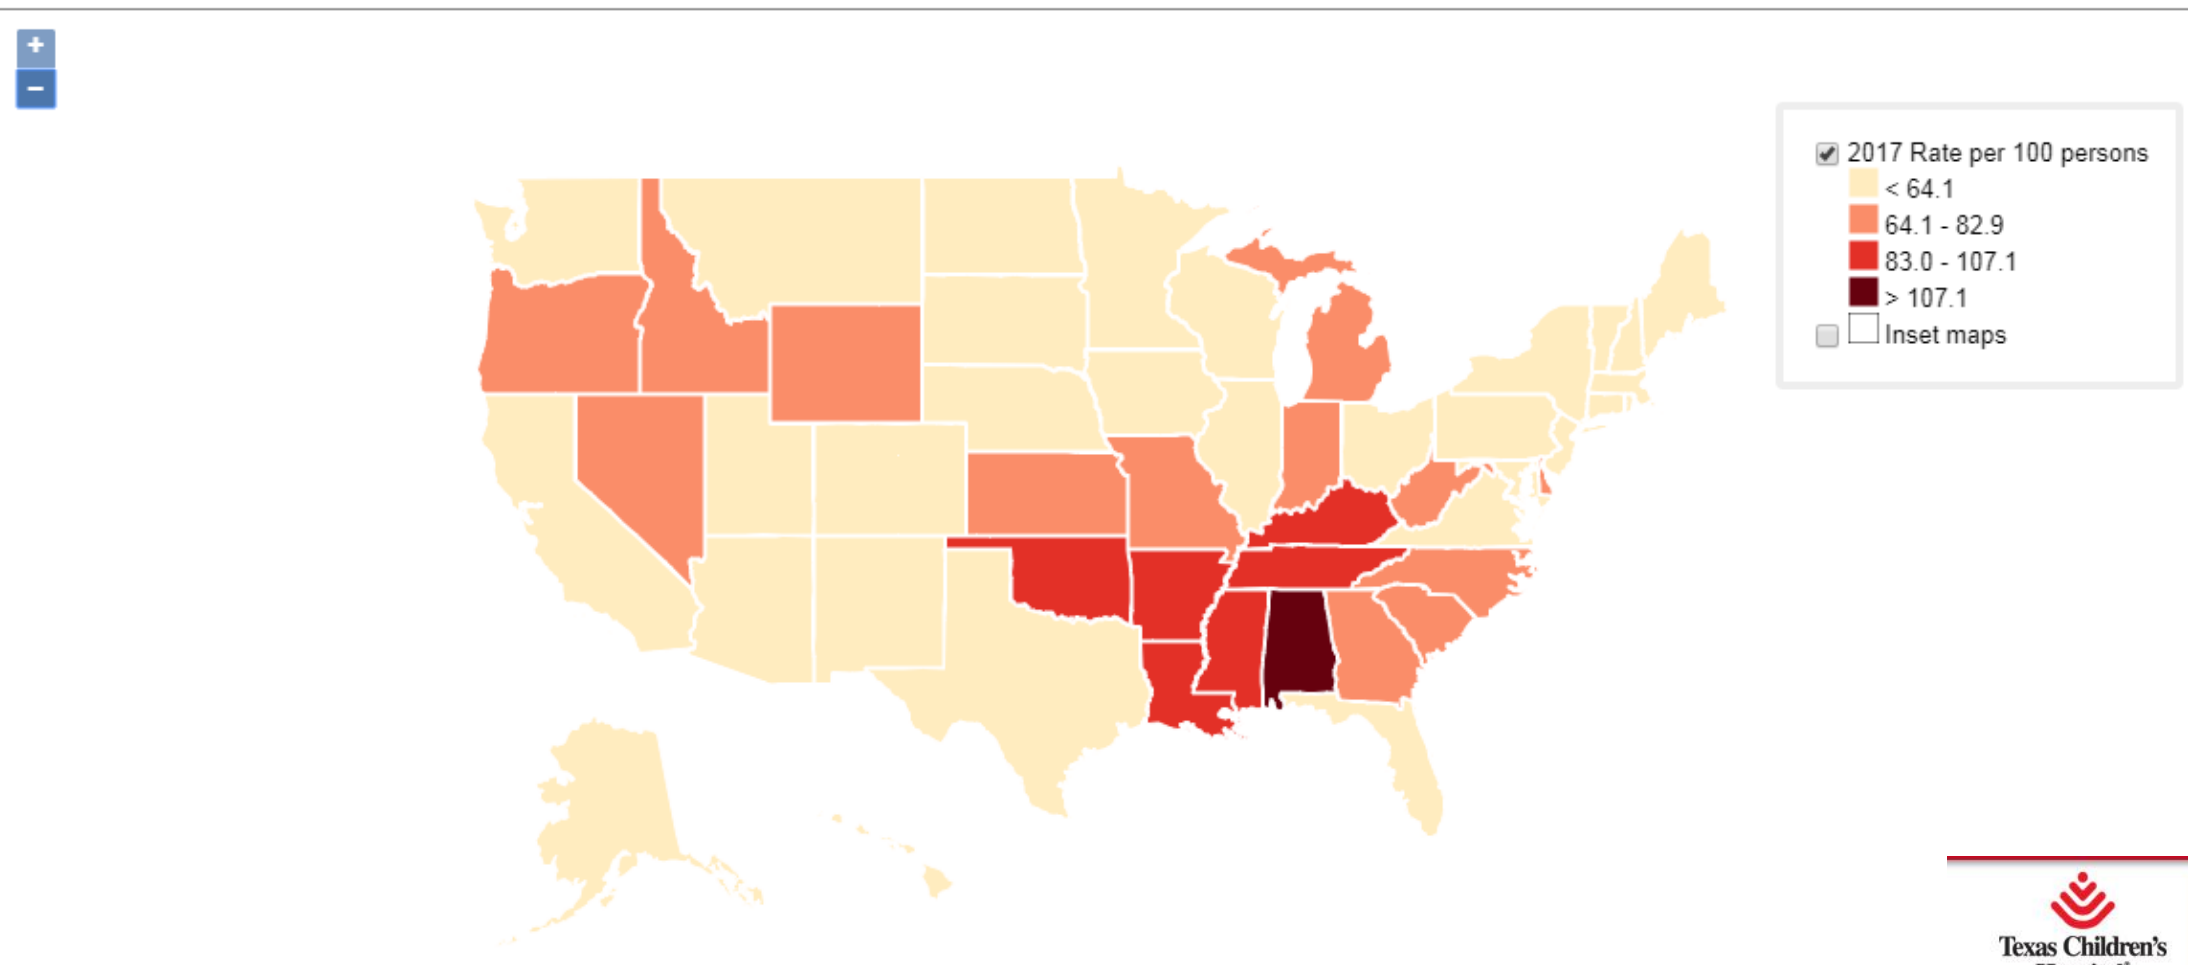 +
−
2017 Rate per 100 persons
< 64.1
64.1 - 82.9
83.0 - 107.1
> 107.1
Inset maps
Texas Children's